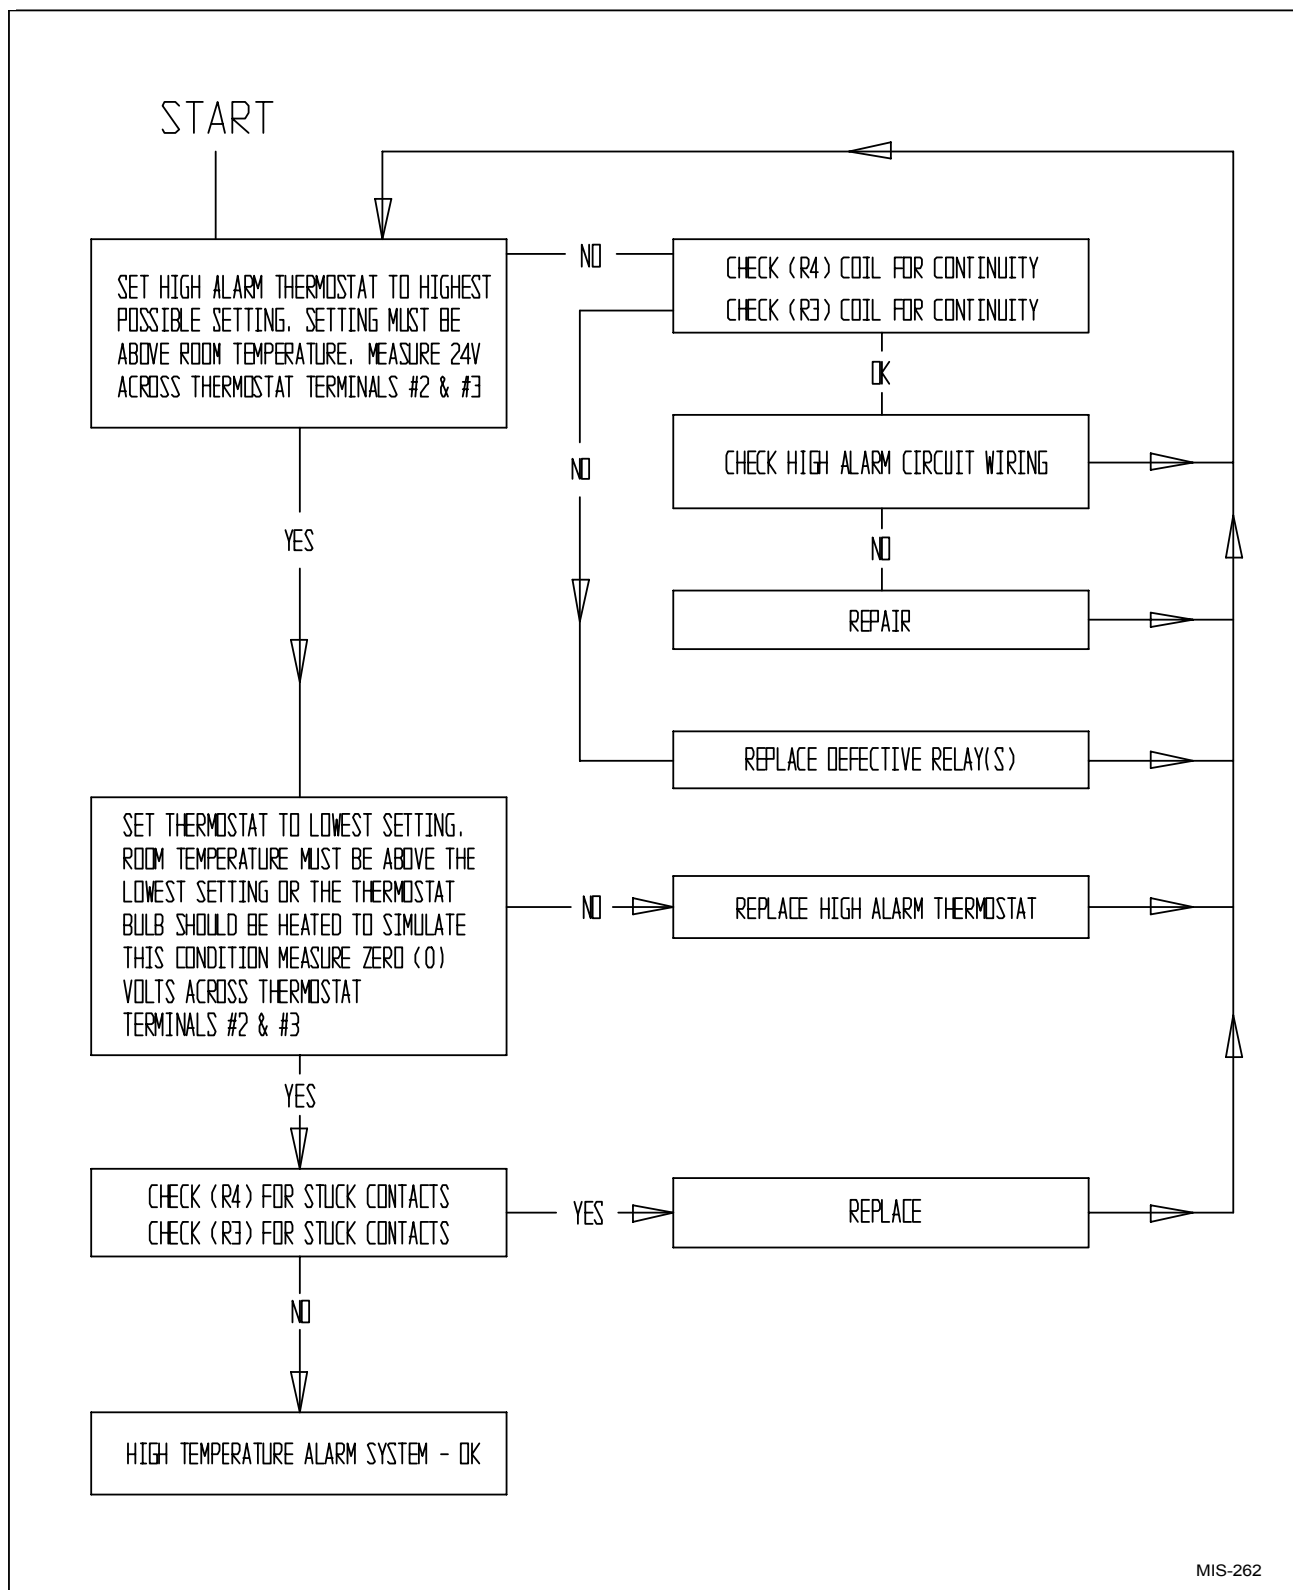 START
SET HIGH ALARM THERMOSTAT TO HIGHEST
POSSIBLE SETTING. SETTING MUST BE
ABOVE ROOM TEMPERATURE. MEASURE 24V
ACROSS THERMOSTAT TERMINALS #2 & #3
NO
CHECK (R4) COIL FOR CONTINUITY
CHECK (R3) COIL FOR CONTINUITY
OK
NO
CHECK HIGH ALARM CIRCUIT WIRING
YES
NO
REPAIR
REPLACE DEFECTIVE RELAY(S)
SET THERMOSTAT TO LOWEST SETTING.
ROOM TEMPERATURE MUST BE ABOVE THE
LOWEST SETTING OR THE THERMOSTAT
BULB SHOULD BE HEATED TO SIMULATE
THIS CONDITION MEASURE ZERO (0)
VOLTS ACROSS THERMOSTAT
TERMINALS #2 & #3
NO
REPLACE HIGH ALARM THERMOSTAT
YES
CHECK (R4) FOR STUCK CONTACTS
CHECK (R3) FOR STUCK CONTACTS
YES
REPLACE
NO
HIGH TEMPERATURE ALARM SYSTEM - OK
MIS-262